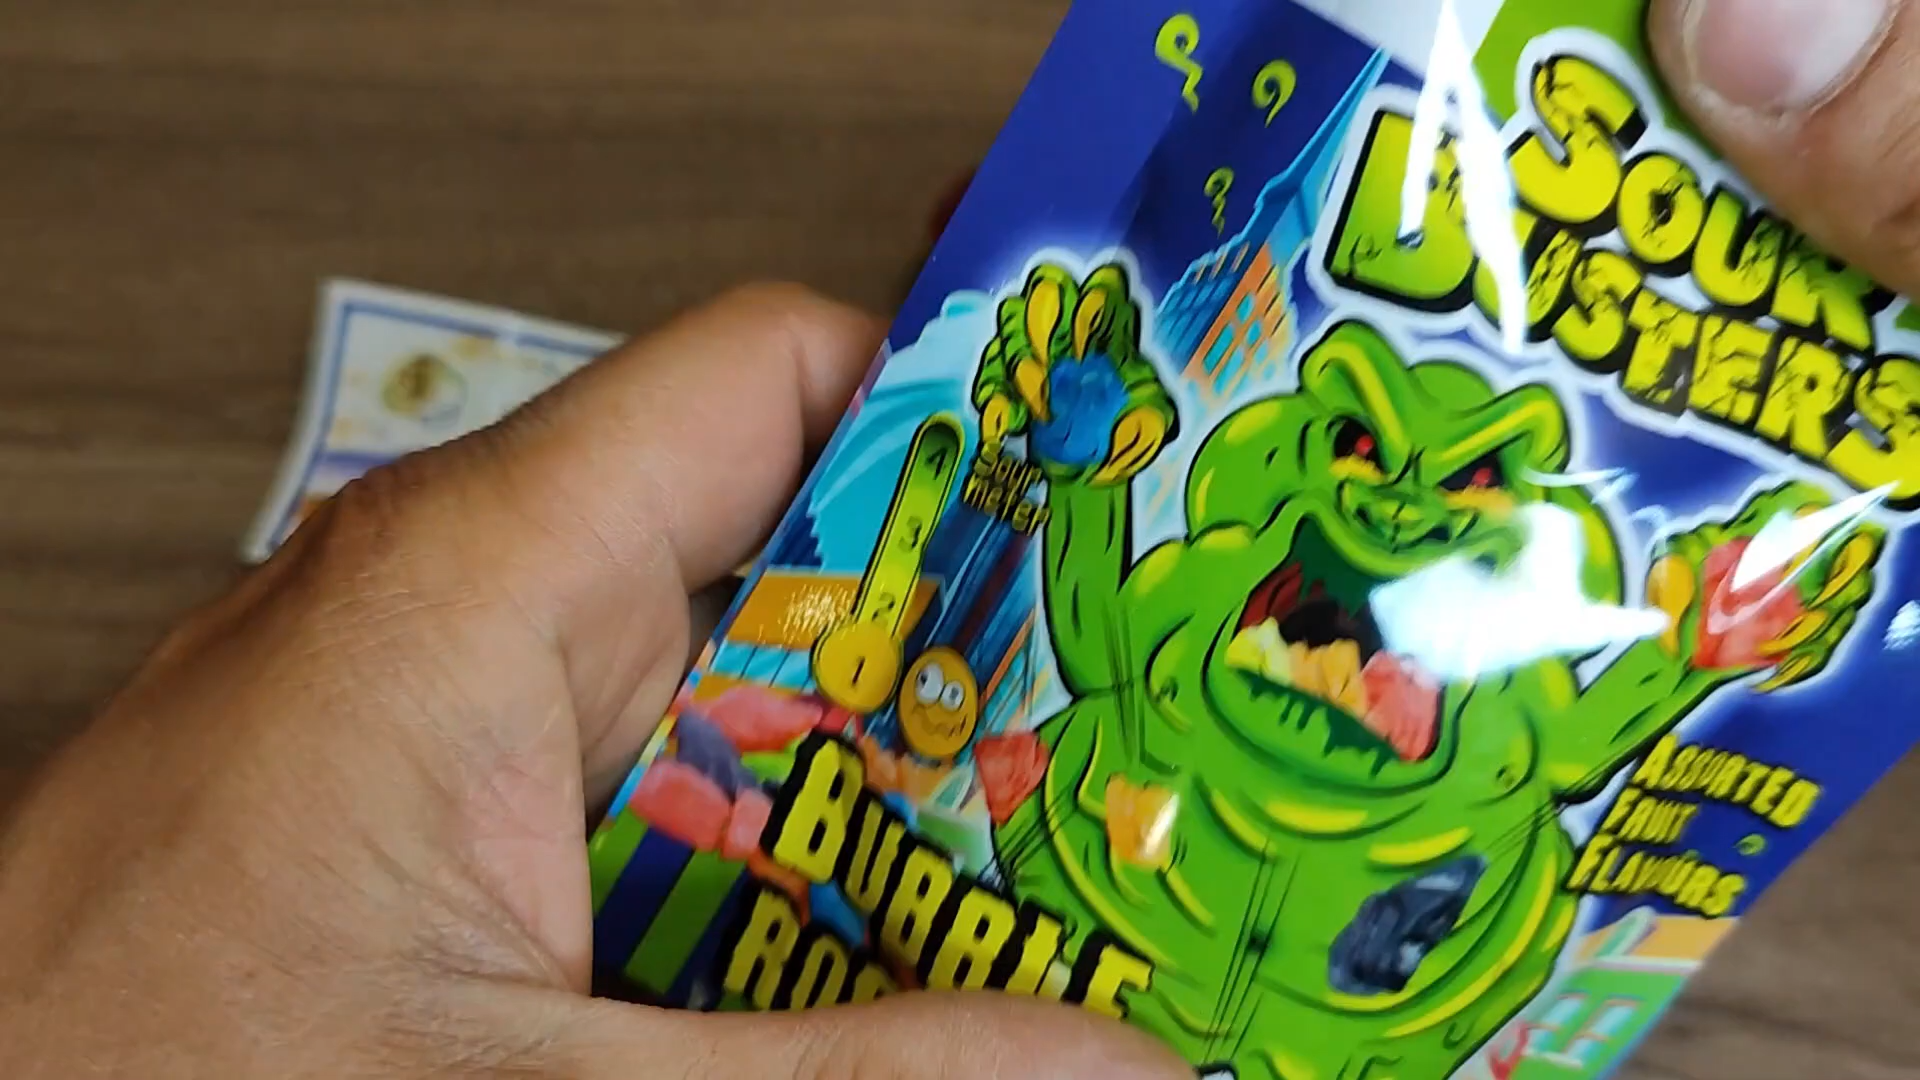 SOUR
BUSTERS
Sour
meter
4
3
2
1
ASSORTED
FRUIT
FLAVOURS
BUBBLE